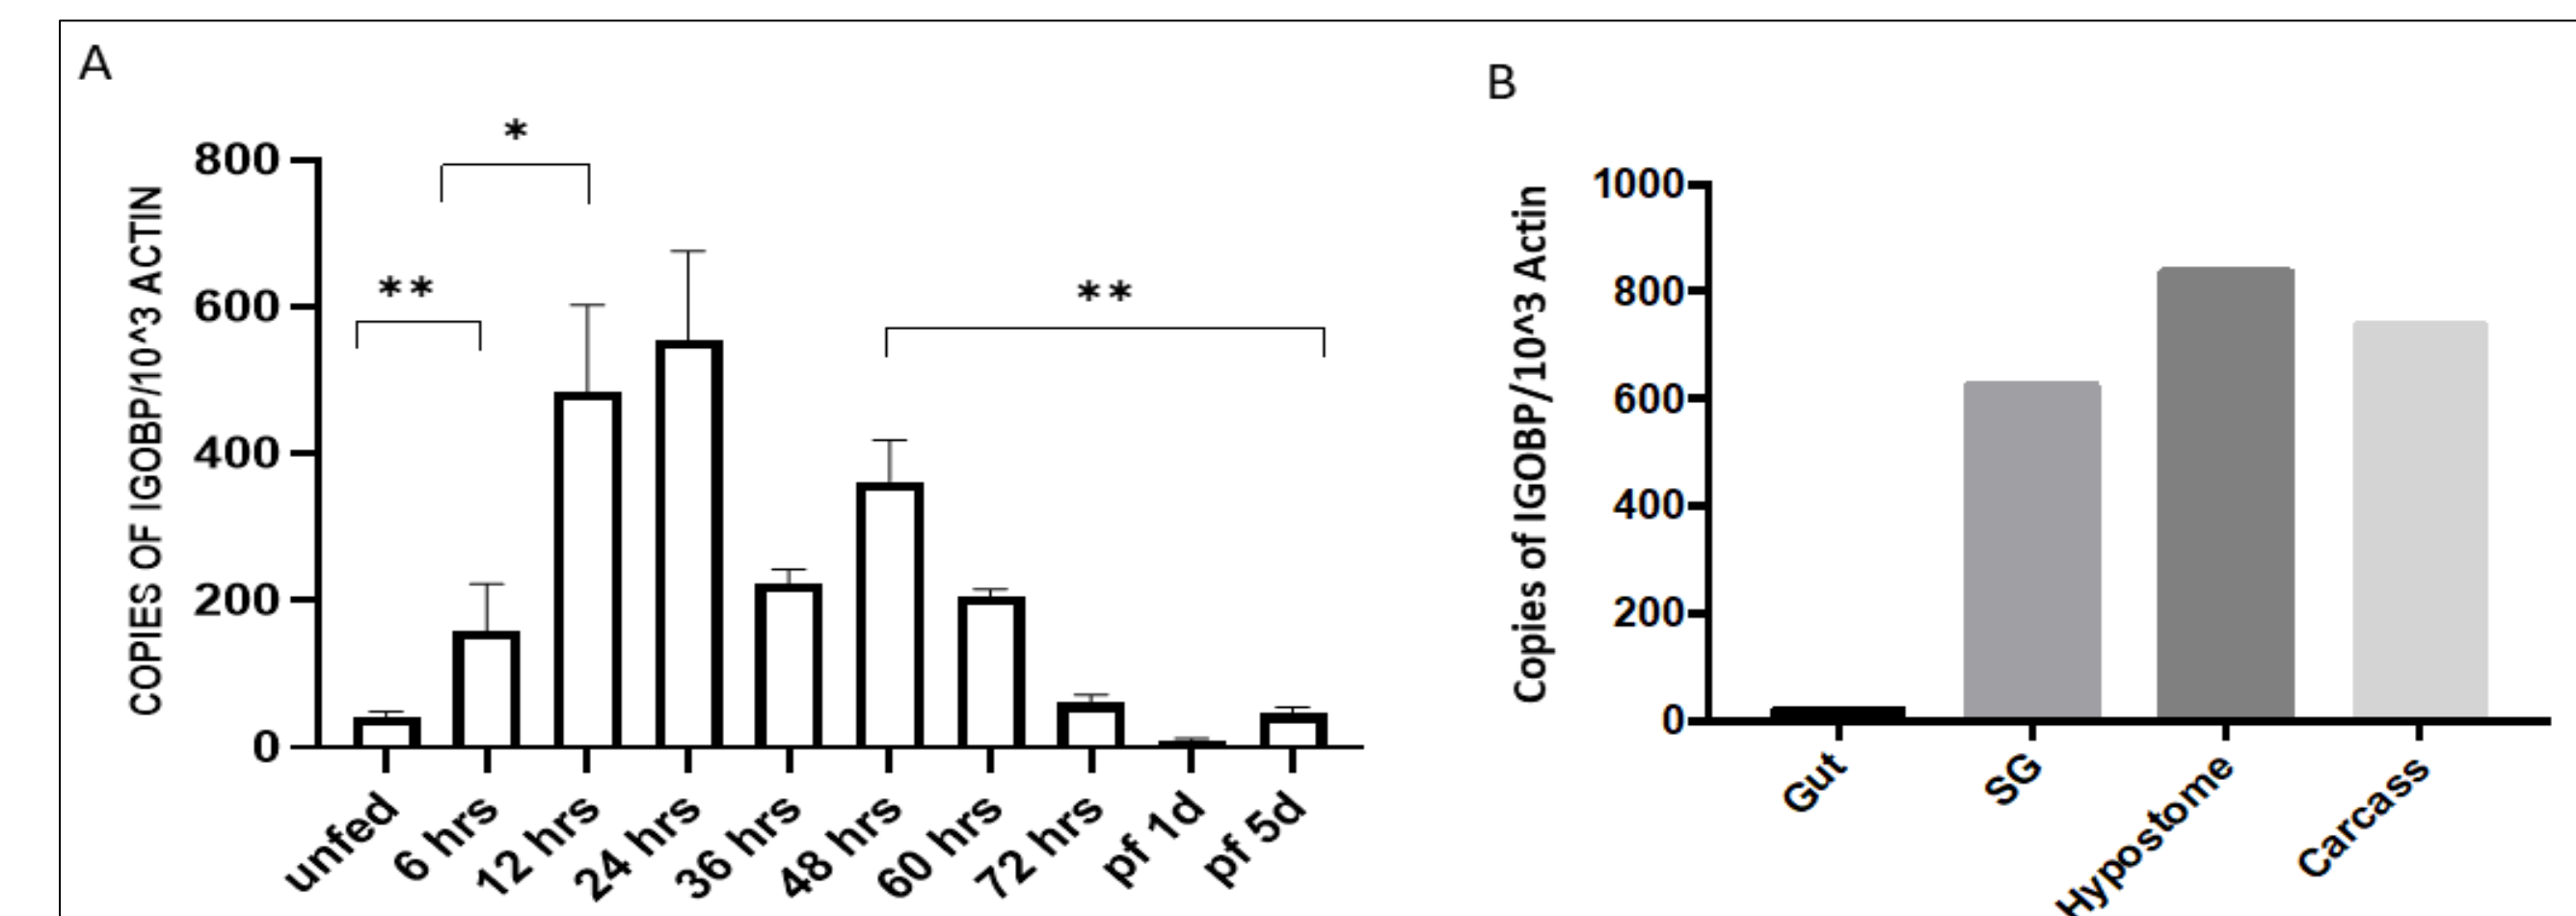 A
COPIES OF IGOBP/10^3 ACTIN
800
600
400
200
0
*
**
**
unfed
6 hrs
12 hrs
24 hrs
36 hrs
48 hrs
60 hrs
72 hrs
pf 1d
pf 5d
B
Copies of IGOBP/10^3 Actin
1000
800
600
400
200
0
Gut
SG
Hypostome
Carcass